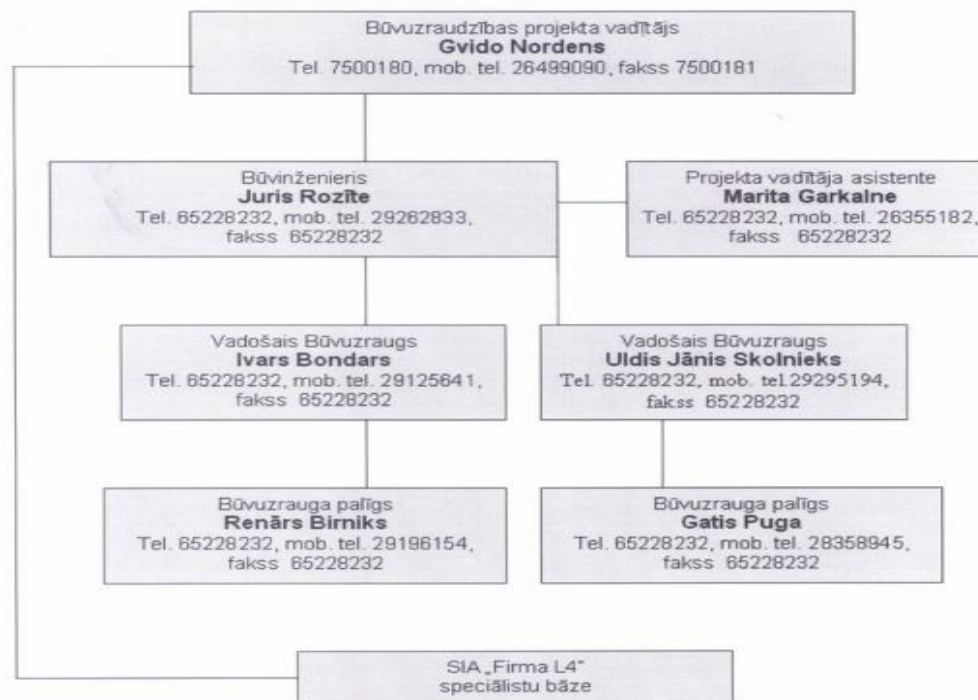 Būvuzraudzības projekta vadītājs
Gvido Nordens
Tel. 7500180, mob. tel. 26499090, fakss 7500181
Būvinženieris
Juris Rozīte
Tel. 65228232, mob. tel. 29262833,
fakss 65228232
Projekta vadītāja asistente
Marita Garkalne
Tel. 65228232, mob. tel. 26355182,
fakss 65228232
Vadošais Būvuzraugs
Ivars Bondars
Tel. 65228232, mob. tel. 29125641,
fakss 65228232
Vadošais Būvuzraugs
Uldis Jānis Skolnieks
Tel. 65228232, mob. tel.29295194,
fakss 65228232
Būvuzrauga palīgs
Renārs Birniks
Tel. 65228232, mob. tel. 29196154,
fakss 65228232
Būvuzrauga palīgs
Gatis Puga
Tel. 65228232, mob. tel. 28358945,
fakss 65228232
SIA „Firma L4"
speciālistu bāze